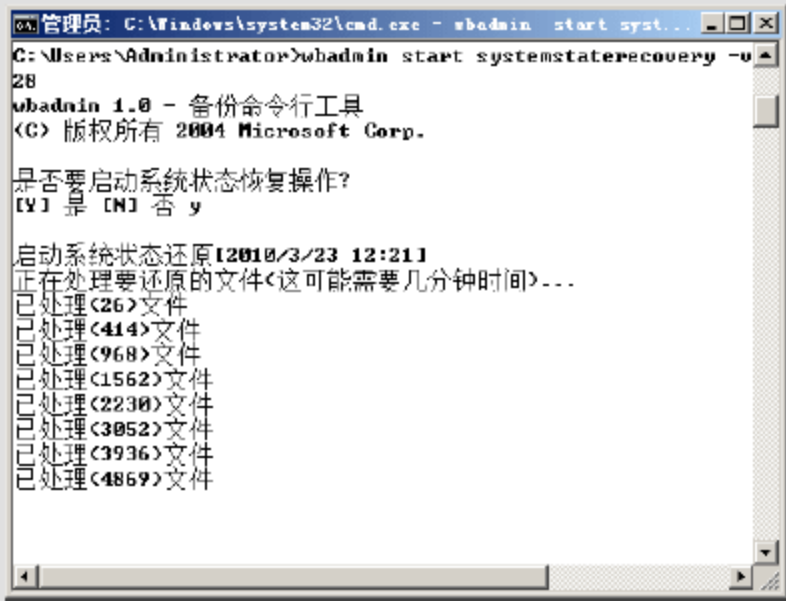 管理员: C:\Windows\system32\cmd.exe - wbadmin start syst...
C:\Users\Administrator>wbadmin start systemstaterecovery -v
28
wbadmin 1.0 - 备份命令行工具
(C) 版权所有 2004 Microsoft Corp.
是否要启动系统状态恢复操作?
[Y] 是 [N] 否 y
启动系统状态还原[2010/3/23 12:21]
正在处理要还原的文件(这可能需要几分钟时间)...
已处理(26)文件
已处理(414)文件
已处理(968)文件
已处理(1562)文件
已处理(2230)文件
已处理(3052)文件
已处理(3936)文件
已处理(4869)文件